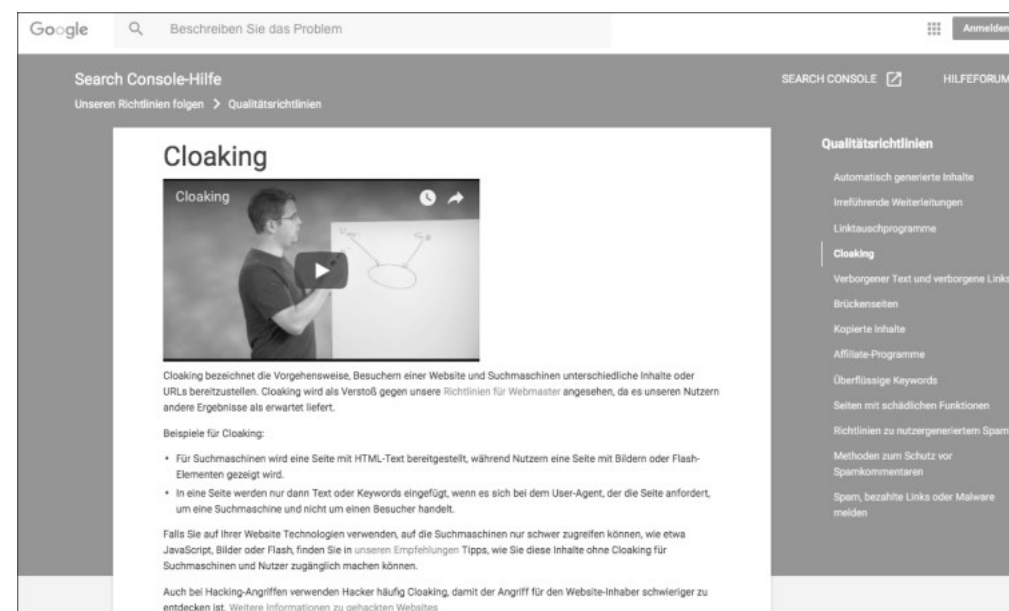 Google
Beschreiben Sie das Problem
Anmelden
Search Console-Hilfe
SEARCH CONSOLE
HILFEFORUM
Unseren Richtlinien folgen > Qualitätsrichtlinien
Cloaking
Cloaking
Cloaking bezeichnet die Vorgehensweise, Besuchern einer Website und Suchmaschinen unterschiedliche Inhalte oder
URLs bereitzustellen. Cloaking wird als Verstoß gegen unsere Richtlinien für Webmaster angesehen, da es unseren Nutzern
andere Ergebnisse als erwartet liefert.
Beispiele für Cloaking:
• Für Suchmaschinen wird eine Seite mit HTML-Text bereitgestellt, während Nutzern eine Seite mit Bildern oder Flash-
Elementen gezeigt wird.
• In eine Seite werden nur dann Text oder Keywords eingefügt, wenn es sich bei dem User-Agent, der die Seite anfordert,
um eine Suchmaschine und nicht um einen Besucher handelt.
Falls Sie auf Ihrer Website Technologien verwenden, auf die Suchmaschinen nur schwer zugreifen können, wie etwa
JavaScript, Bilder oder Flash, finden Sie in unseren Empfehlungen Tipps, wie Sie diese Inhalte ohne Cloaking für
Suchmaschinen und Nutzer zugänglich machen können.
Auch bei Hacking-Angriffen verwenden Hacker häufig Cloaking, damit der Angriff für den Website-Inhaber schwieriger zu
entdecken ist. Weitere Informationen zu gehackten Websites
Qualitätsrichtlinien
Automatisch generierte Inhalte
Irreführende Weiterleitungen
Linktauschprogramme
Cloaking
Verborgener Text und verborgene Links
Brückenseiten
Kopierte Inhalte
Affiliate-Programme
Überflüssige Keywords
Seiten mit schädlichen Funktionen
Richtlinien zu nutzergeneriertem Spam
Methoden zum Schutz vor
Spamkommentaren
Spam, bezahlte Links oder Malware
melden